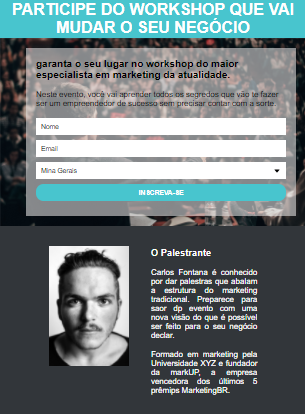 PARTICIPE DO WORKSHOP QUE VAI
MUDAR O SEU NEGÓCIO
garanta o seu lugar no workshop do maior
especialista em marketing da atualidade.
Neste evento, você vai aprender todos os segredos que vão te fazer
ser um empreendedor de sucesso sem precisar contar com a sorte.
Nome
Email
Mina Gerais
INSCREVA-SE
O Palestrante
Carlos Fontana é conhecido
por dar palestras que abalam
a estrutura do marketing
tradicional. Preparece para
saor dp evento com uma
nova visão do que é possível
ser feito para o seu negócio
declar.
Formado em marketing pela
Universidade XYZ e fundador
da markUP, a empresa
vencedora dos últimos 5
prêmips MarketingBR.